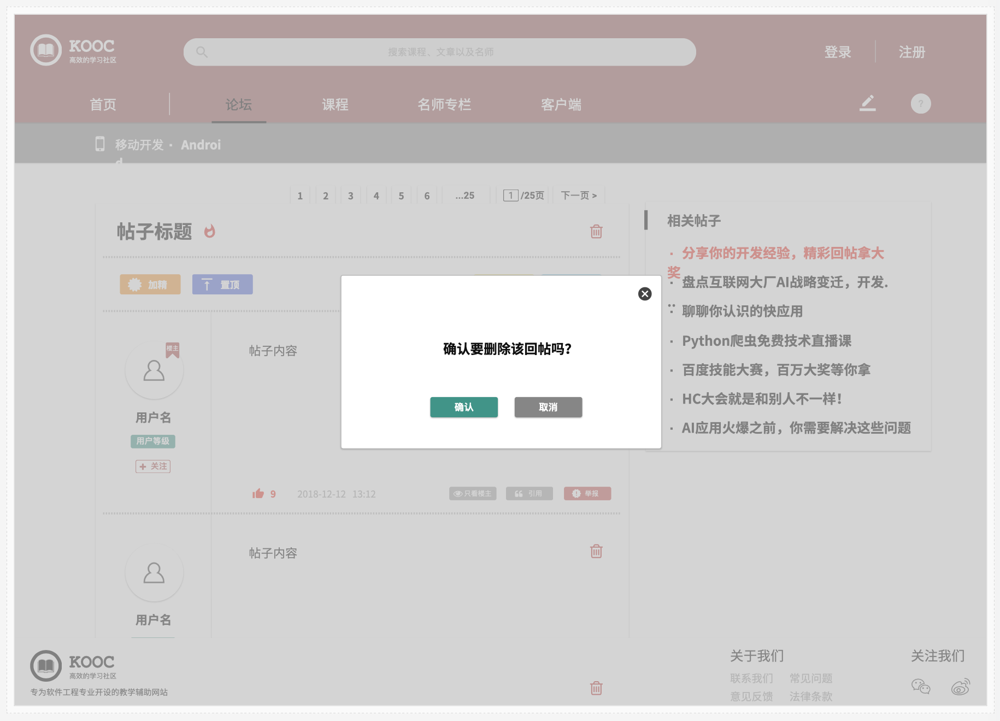 KOOC
高效的学习社区
搜索课程、文章以及名师
登录
注册
首页
论坛
课程
名师专栏
客户端
?
移动开发 · Androi
d
1 2 3 4 5 6 ...25 1 /25页 下一页 >
帖子标题
加精
置顶
楼主
帖子内容
用户名
用户等级
关注
9 2018-12-12 13:12
只看楼主
引用
举报
确认要删除该回帖吗?
确认
取消
相关帖子
· 分享你的开发经验，精彩回帖拿大
奖
· 盘点互联网大厂AI战略变迁，开发.
..
· 聊聊你认识的快应用
· Python爬虫免费技术直播课
· 百度技能大赛，百万大奖等你拿
· HC大会就是和别人不一样!
· AI应用火爆之前，你需要解决这些问题
帖子内容
用户名
KOOC
高效的学习社区
专为软件工程专业开设的教学辅助网站
关于我们
联系我们 常见问题
意见反馈 法律条款
关注我们